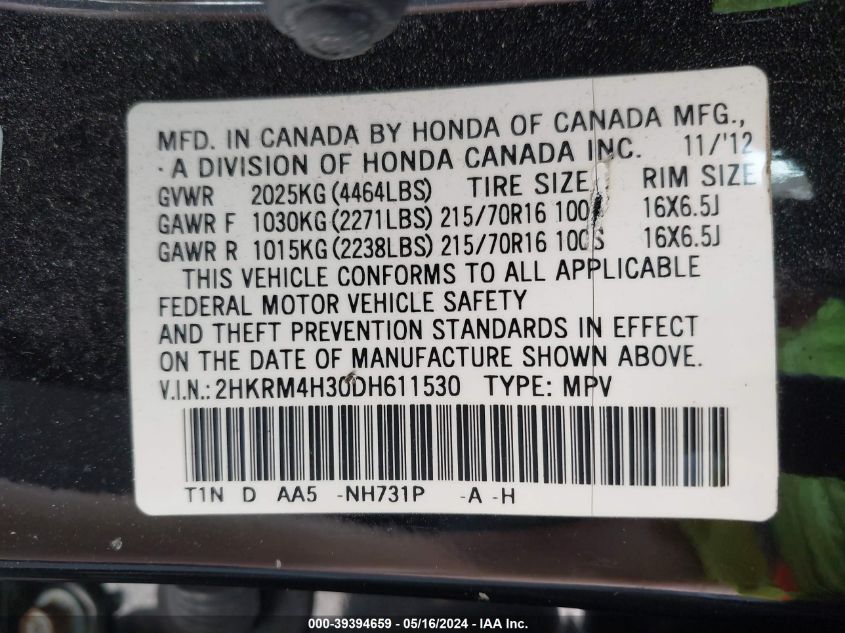 MFD. IN CANADA BY HONDA OF CANADA MFG.,
A DIVISION OF HONDA CANADA INC. 11/'12
GVWR 2025KG (4464LBS) TIRE SIZE RIM SIZE
GAWR F 1030KG (2271LBS) 215/70R16 100 16X6.5J
GAWR R 1015KG (2238LBS) 215/70R16 100S 16X6.5J
THIS VEHICLE CONFORMS TO ALL APPLICABLE
FEDERAL MOTOR VEHICLE SAFETY
AND THEFT PREVENTION STANDARDS IN EFFECT
ON THE DATE OF MANUFACTURE SHOWN ABOVE.
V.I.N.: 2HKRM4H30DH611530 TYPE: MPV
T1N D AA5 -NH731P -A -H
000-39394659 - 05/16/2024 - IAA Inc.